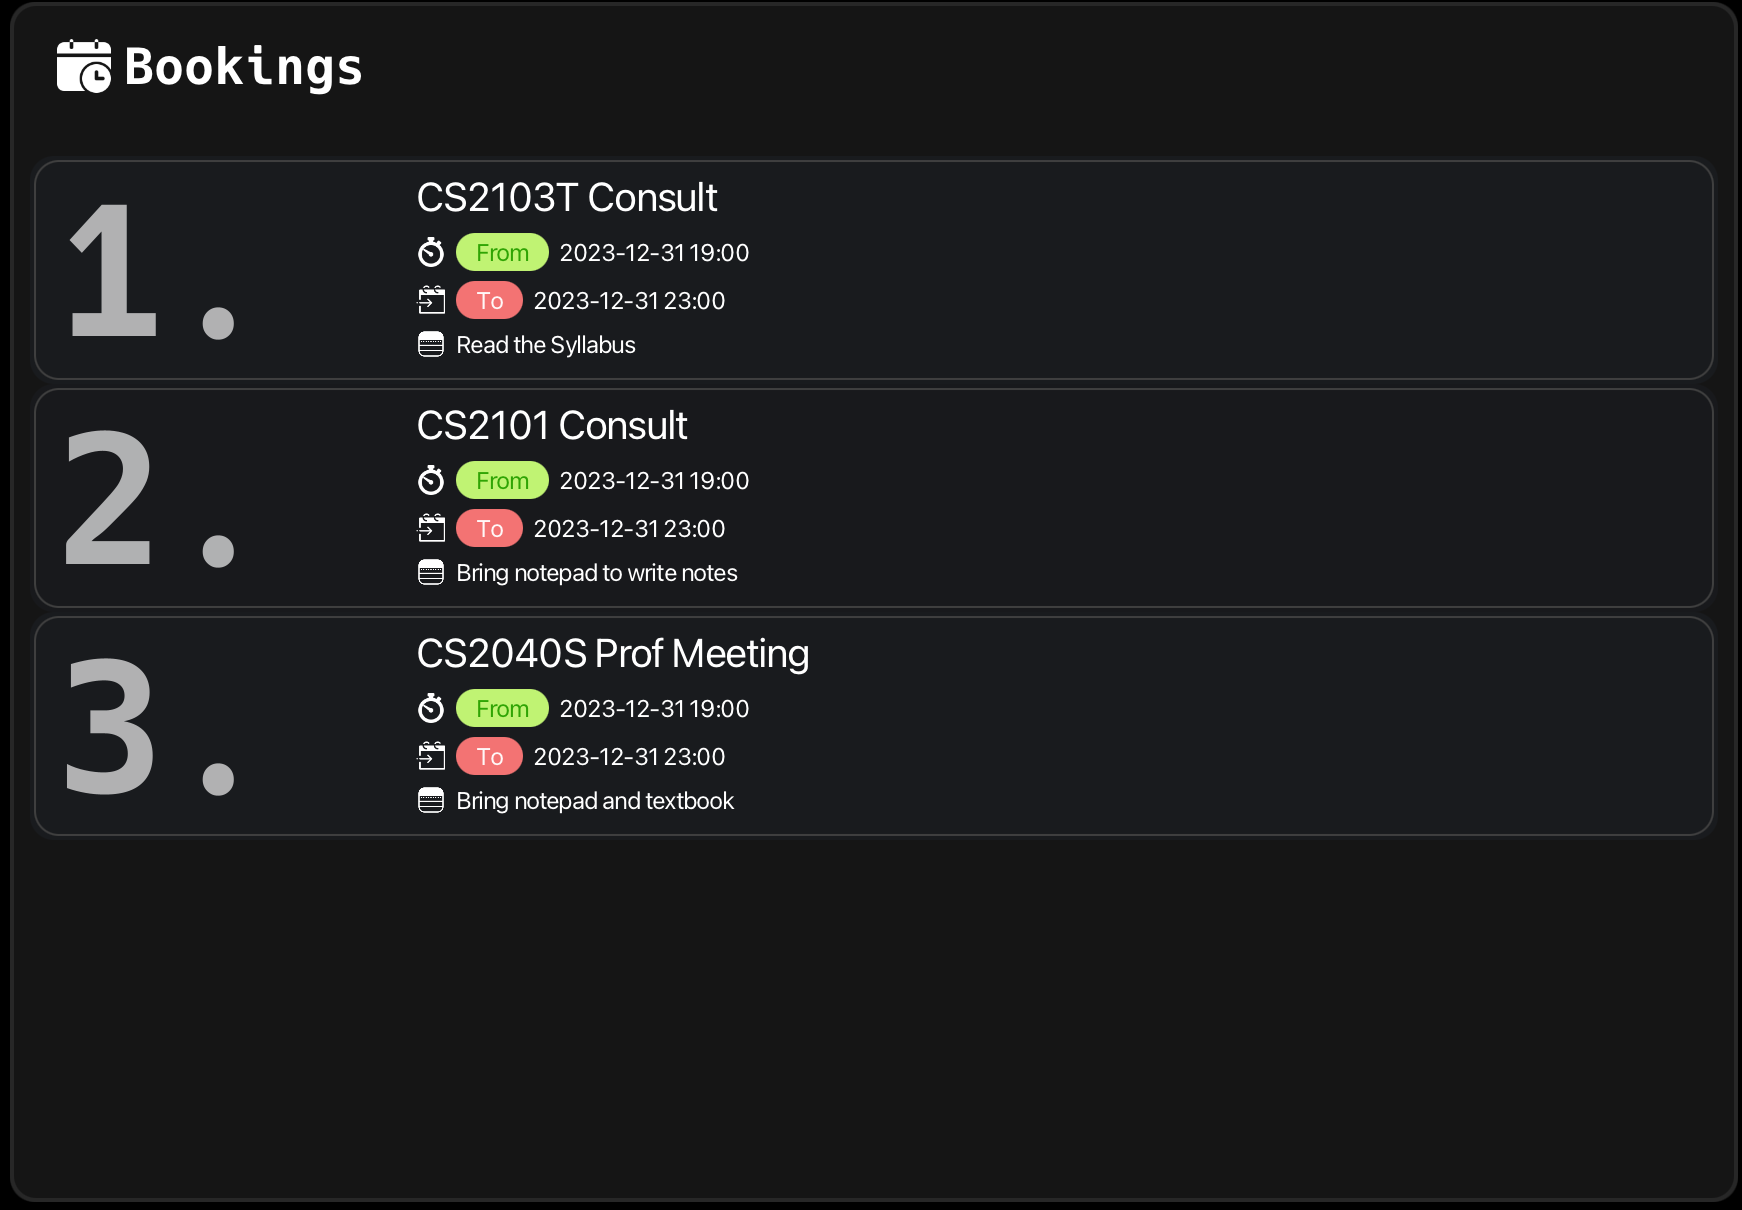 Bookings
1.
CS2103T Consult
From 2023-12-31 19:00
To 2023-12-31 23:00
Read the Syllabus
2.
CS2101 Consult
From 2023-12-31 19:00
To 2023-12-31 23:00
Bring notepad to write notes
3.
CS2040S Prof Meeting
From 2023-12-31 19:00
To 2023-12-31 23:00
Bring notepad and textbook